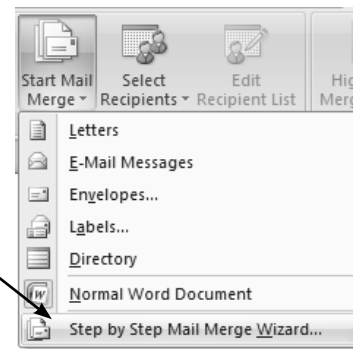 Start Mail Select Edit Hig
Merge Recipients Recipient List Merg
Letters
E-Mail Messages
Envelopes...
Labels...
Directory
Normal Word Document
Step by Step Mail Merge Wizard...